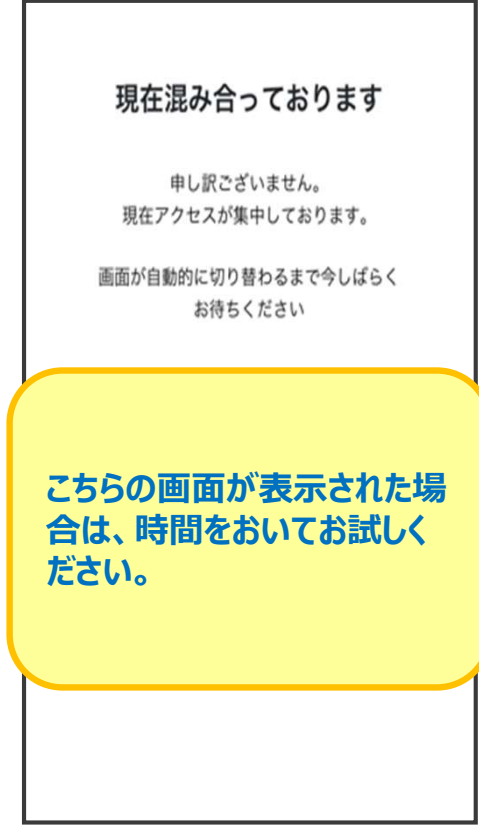 現在混み合っております
申し訳ございません。
現在アクセスが集中しております。
画面が自動的に切り替わるまで今しばらく
お待ちください
こちらの画面が表示された場
合は、時間をおいてお試しく
ださい。